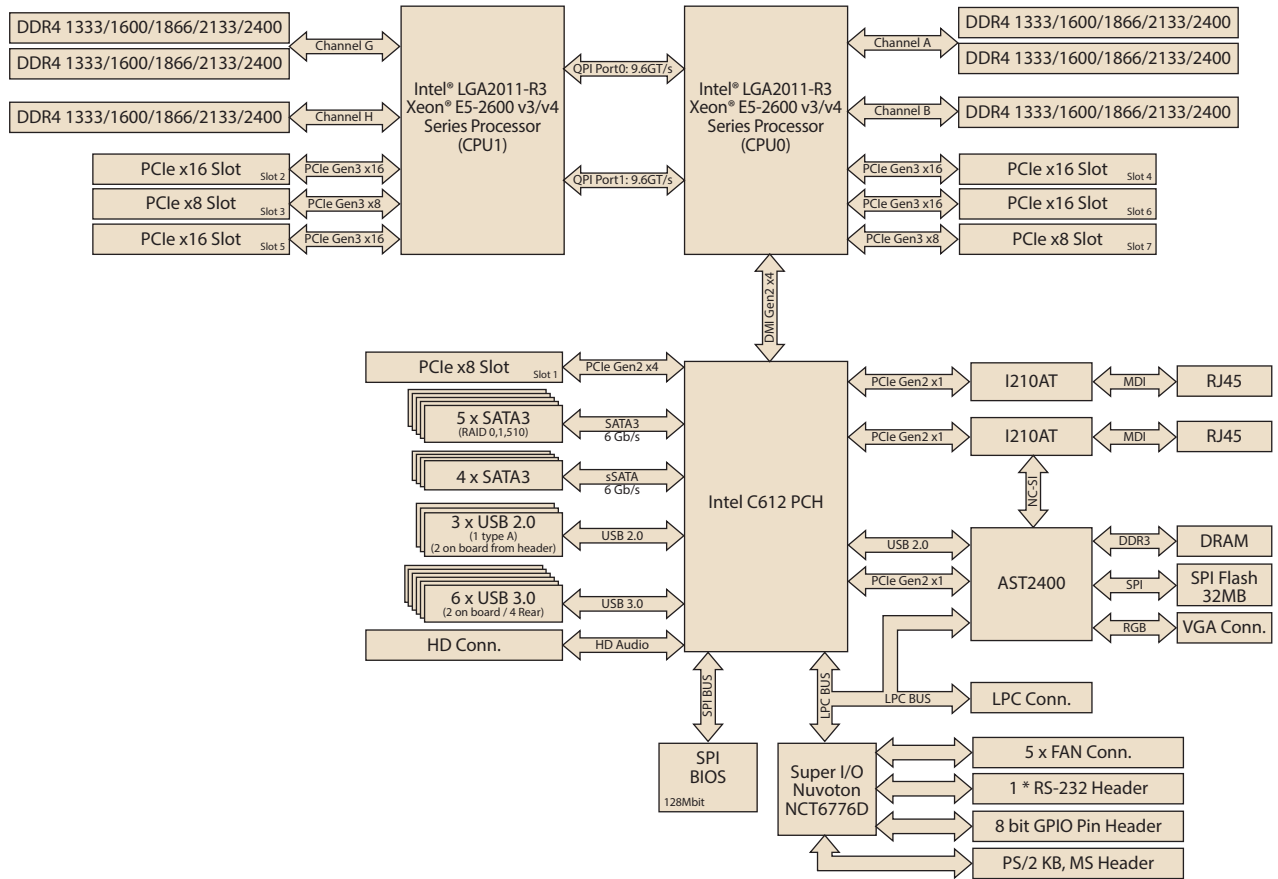 DDR4 1333/1600/1866/2133/2400
DDR4 1333/1600/1866/2133/2400
Channel G
DDR4 1333/1600/1866/2133/2400
Channel H
PCIe x16 Slot
Slot 2
PCIe Gen3 x16
PCIe x8 Slot
Slot 3
PCIe Gen3 x8
PCIe x16 Slot
Slot 5
PCIe Gen3 x16
Intel® LGA2011-R3
Xeon® E5-2600 v3/v4
Series Processor
(CPU1)
QPI Port0: 9.6GT/s
QPI Port1: 9.6GT/s
Intel® LGA2011-R3
Xeon® E5-2600 v3/v4
Series Processor
(CPU0)
Channel A
DDR4 1333/1600/1866/2133/2400
DDR4 1333/1600/1866/2133/2400
Channel B
DDR4 1333/1600/1866/2133/2400
PCIe Gen3 x16
PCIe x16 Slot
Slot 4
PCIe Gen3 x16
PCIe x16 Slot
Slot 6
PCIe Gen3 x8
PCIe x8 Slot
Slot 7
DMI Gen2 x4
PCIe x8 Slot
Slot 1
PCIe Gen2 x4
5 x SATA3
(RAID 0,1,510)
SATA3
6 Gb/s
4 x SATA3
sSATA
6 Gb/s
3 x USB 2.0
(1 type A)
(2 on board from header)
USB 2.0
6 x USB 3.0
(2 on board / 4 Rear)
USB 3.0
HD Conn.
HD Audio
Intel C612 PCH
PCIe Gen2 x1
I210AT
MDI
RJ45
PCIe Gen2 x1
I210AT
MDI
RJ45
NC-SI
USB 2.0
PCIe Gen2 x1
AST2400
DDR3
DRAM
SPI
SPI Flash
32MB
RGB
VGA Conn.
SPI BUS
LPC BUS
LPC BUS
LPC Conn.
SPI
BIOS
128Mbit
Super I/O
Nuvoton
NCT6776D
5 x FAN Conn.
1 * RS-232 Header
8 bit GPIO Pin Header
PS/2 KB, MS Header